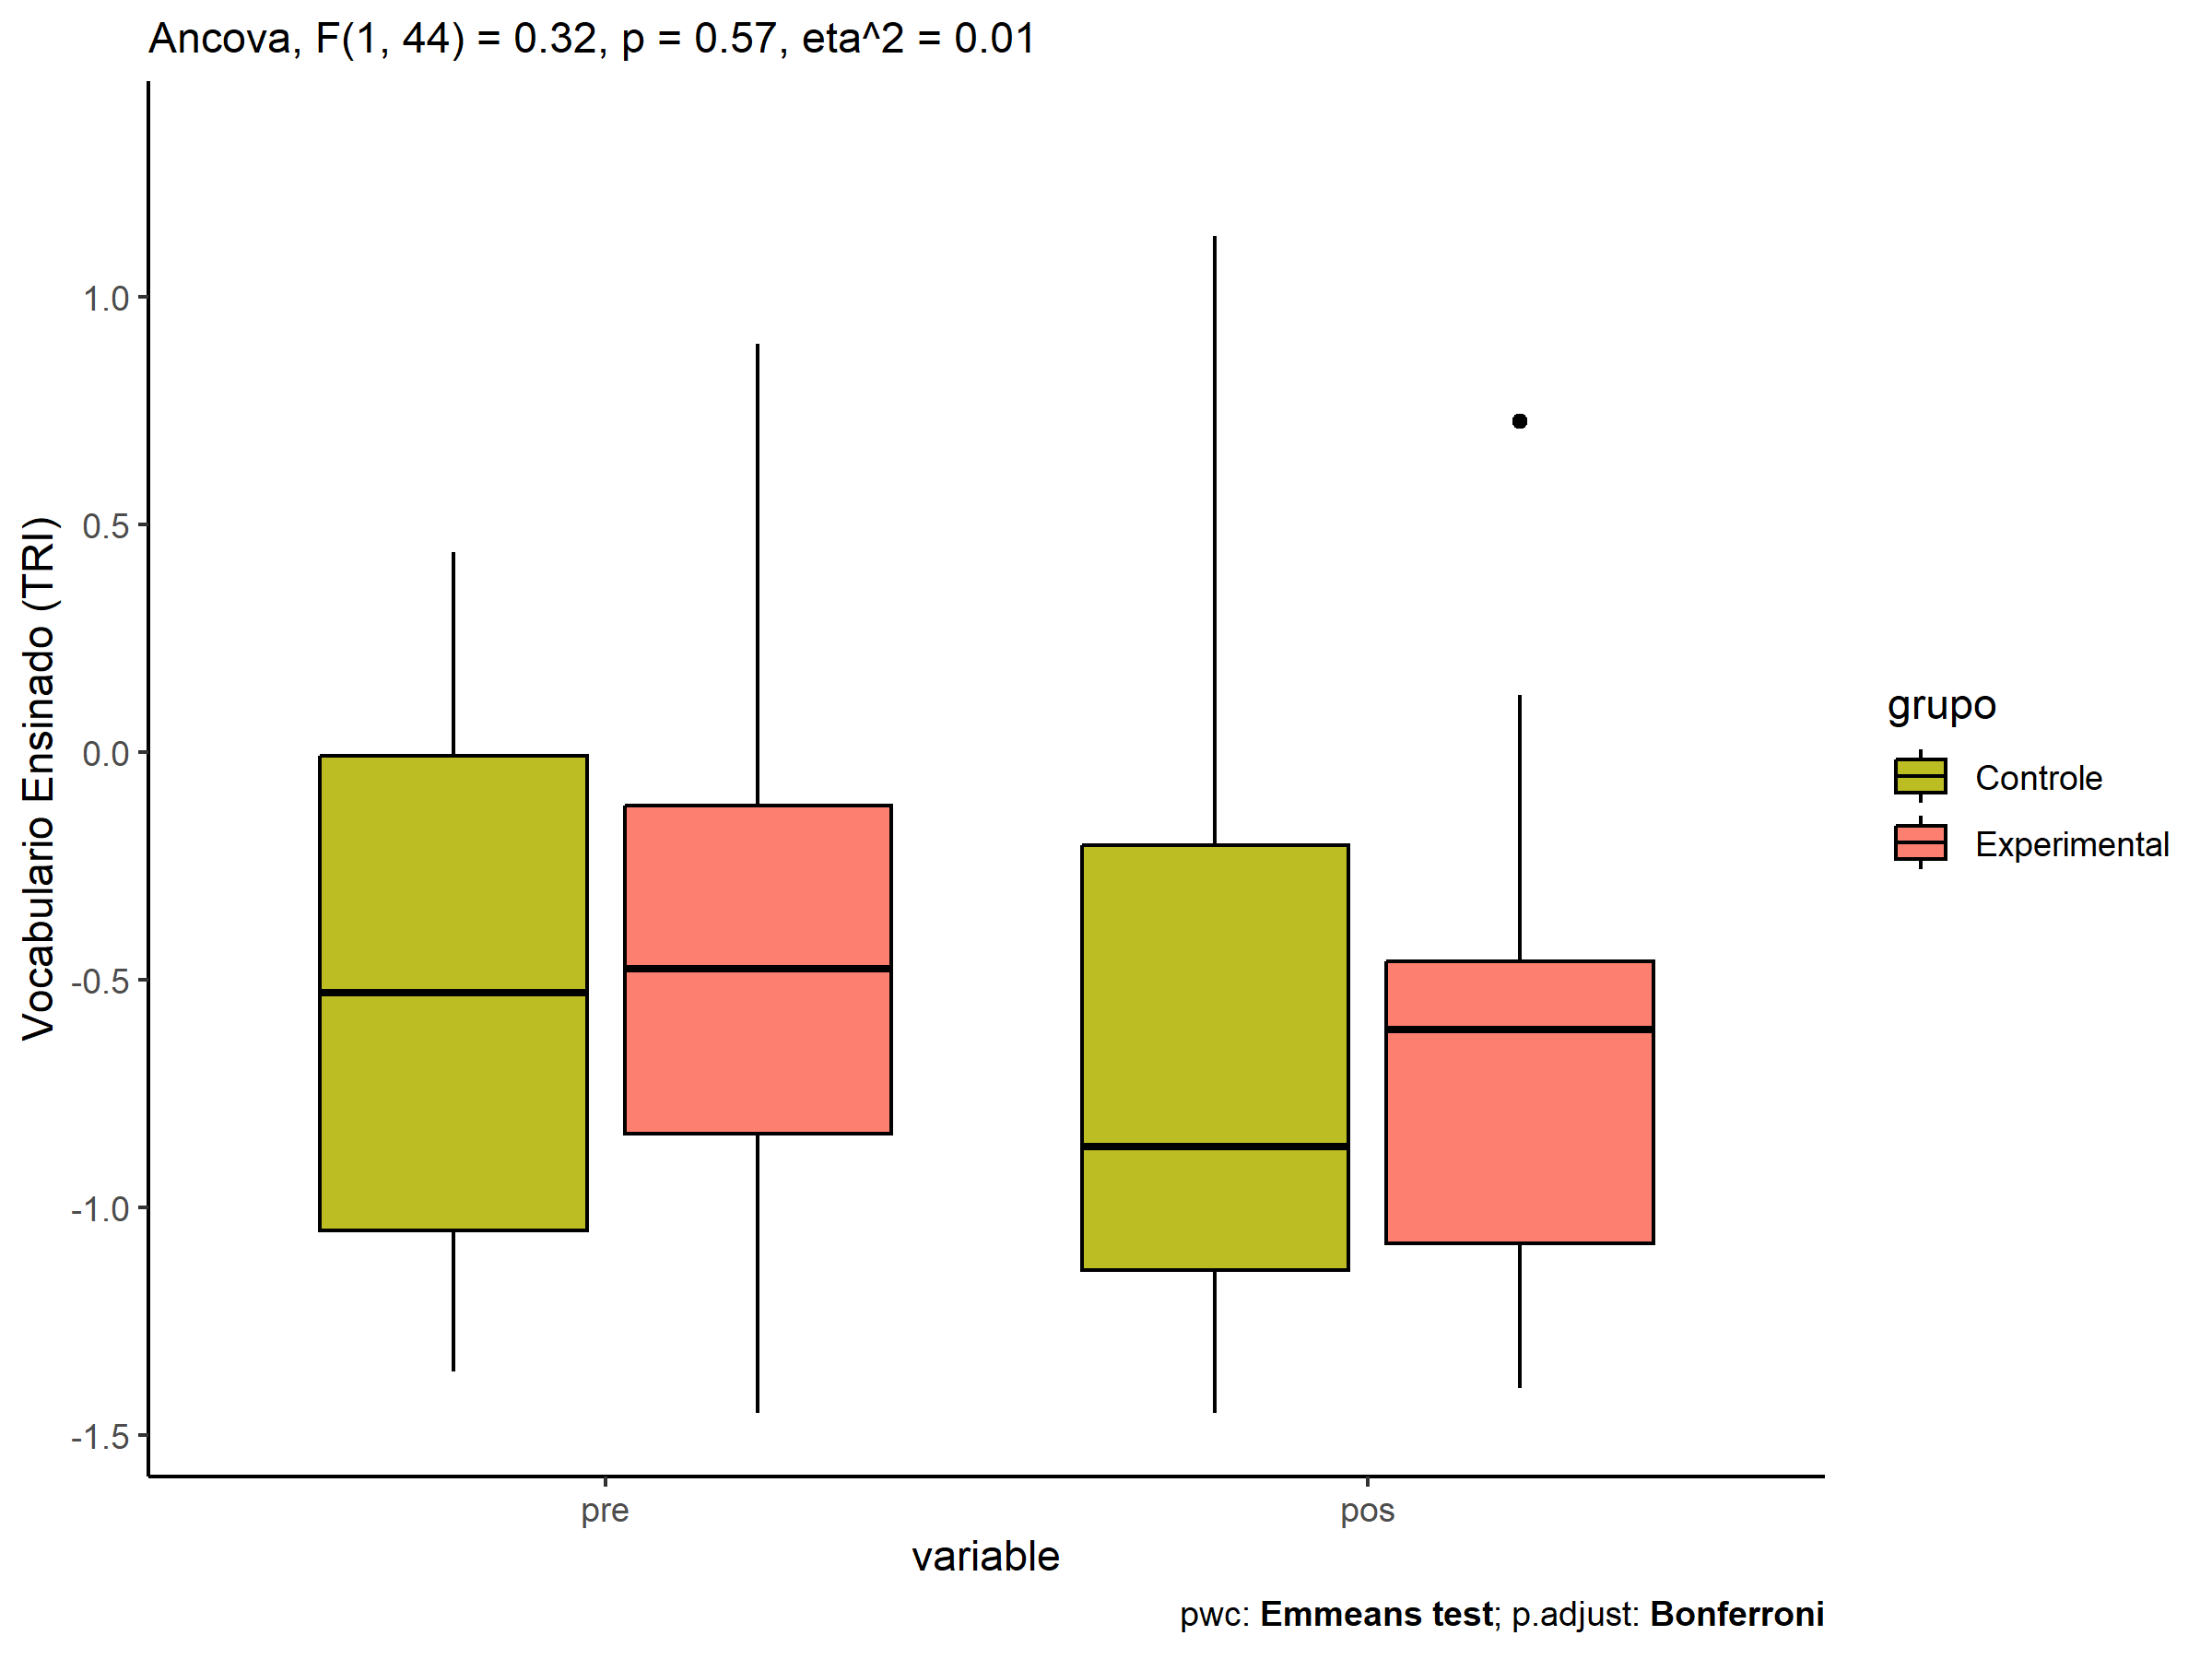 Ancova, F(1, 44) = 0.32, p = 0.57, eta^2 = 0.01
Vocabulario Ensinado (TRI)
1.0
0.5
0.0
-0.5
-1.0
-1.5
pre
pos
variable
grupo
Controle
Experimental
pwc: Emmeans test; p.adjust: Bonferroni